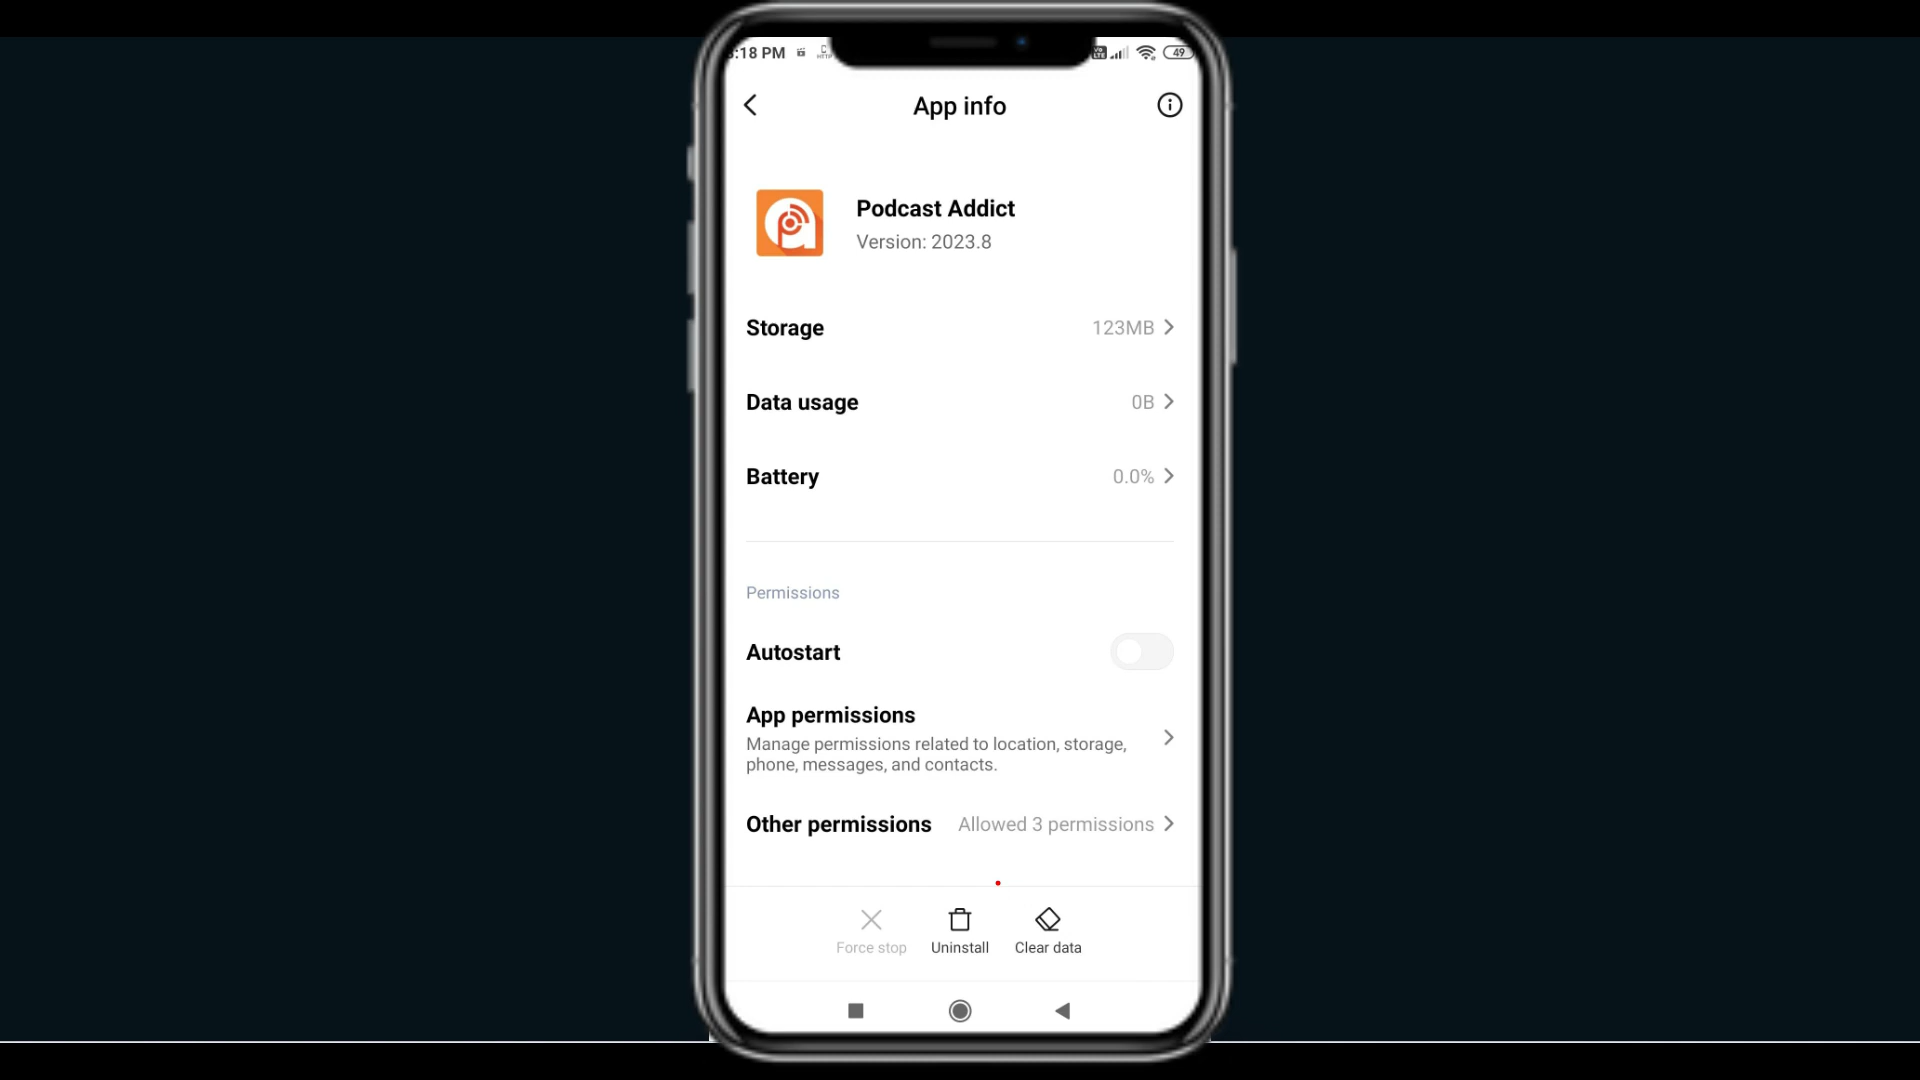 :18 PM
49
App info
Podcast Addict
Version: 2023.8
Storage 123MB
Data usage 0B
Battery 0.0%
Permissions
Autostart
App permissions
Manage permissions related to location, storage,
phone, messages, and contacts.
Other permissions Allowed 3 permissions
Force stop Uninstall Clear data